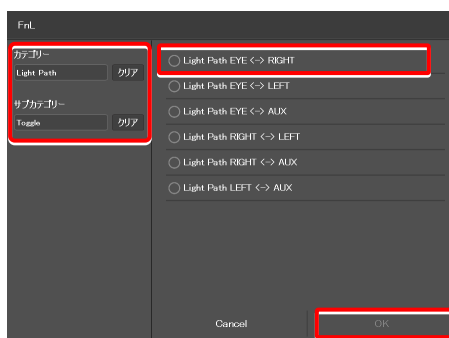 FnL
カテゴリー
Light Path
クリア
サブカテゴリー
Toggle
クリア
Light Path EYE <-> RIGHT
Light Path EYE <-> LEFT
Light Path EYE <-> AUX
Light Path RIGHT <-> LEFT
Light Path RIGHT <-> AUX
Light Path LEFT <-> AUX
Cancel
OK